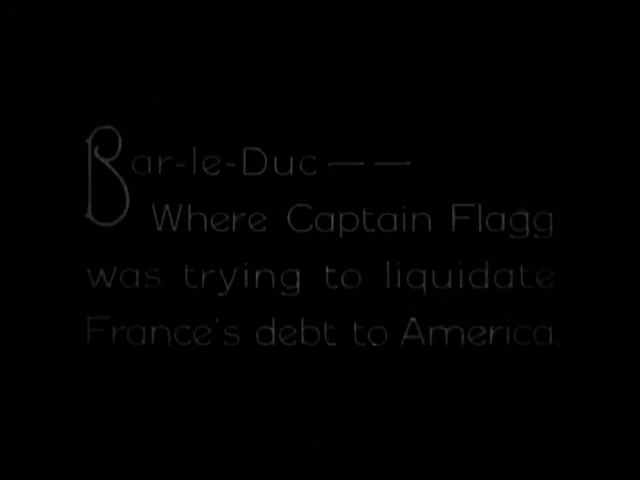 Bar-le-Duc — —
Where Captain Flagg
was trying to liquidate
France's debt to America.